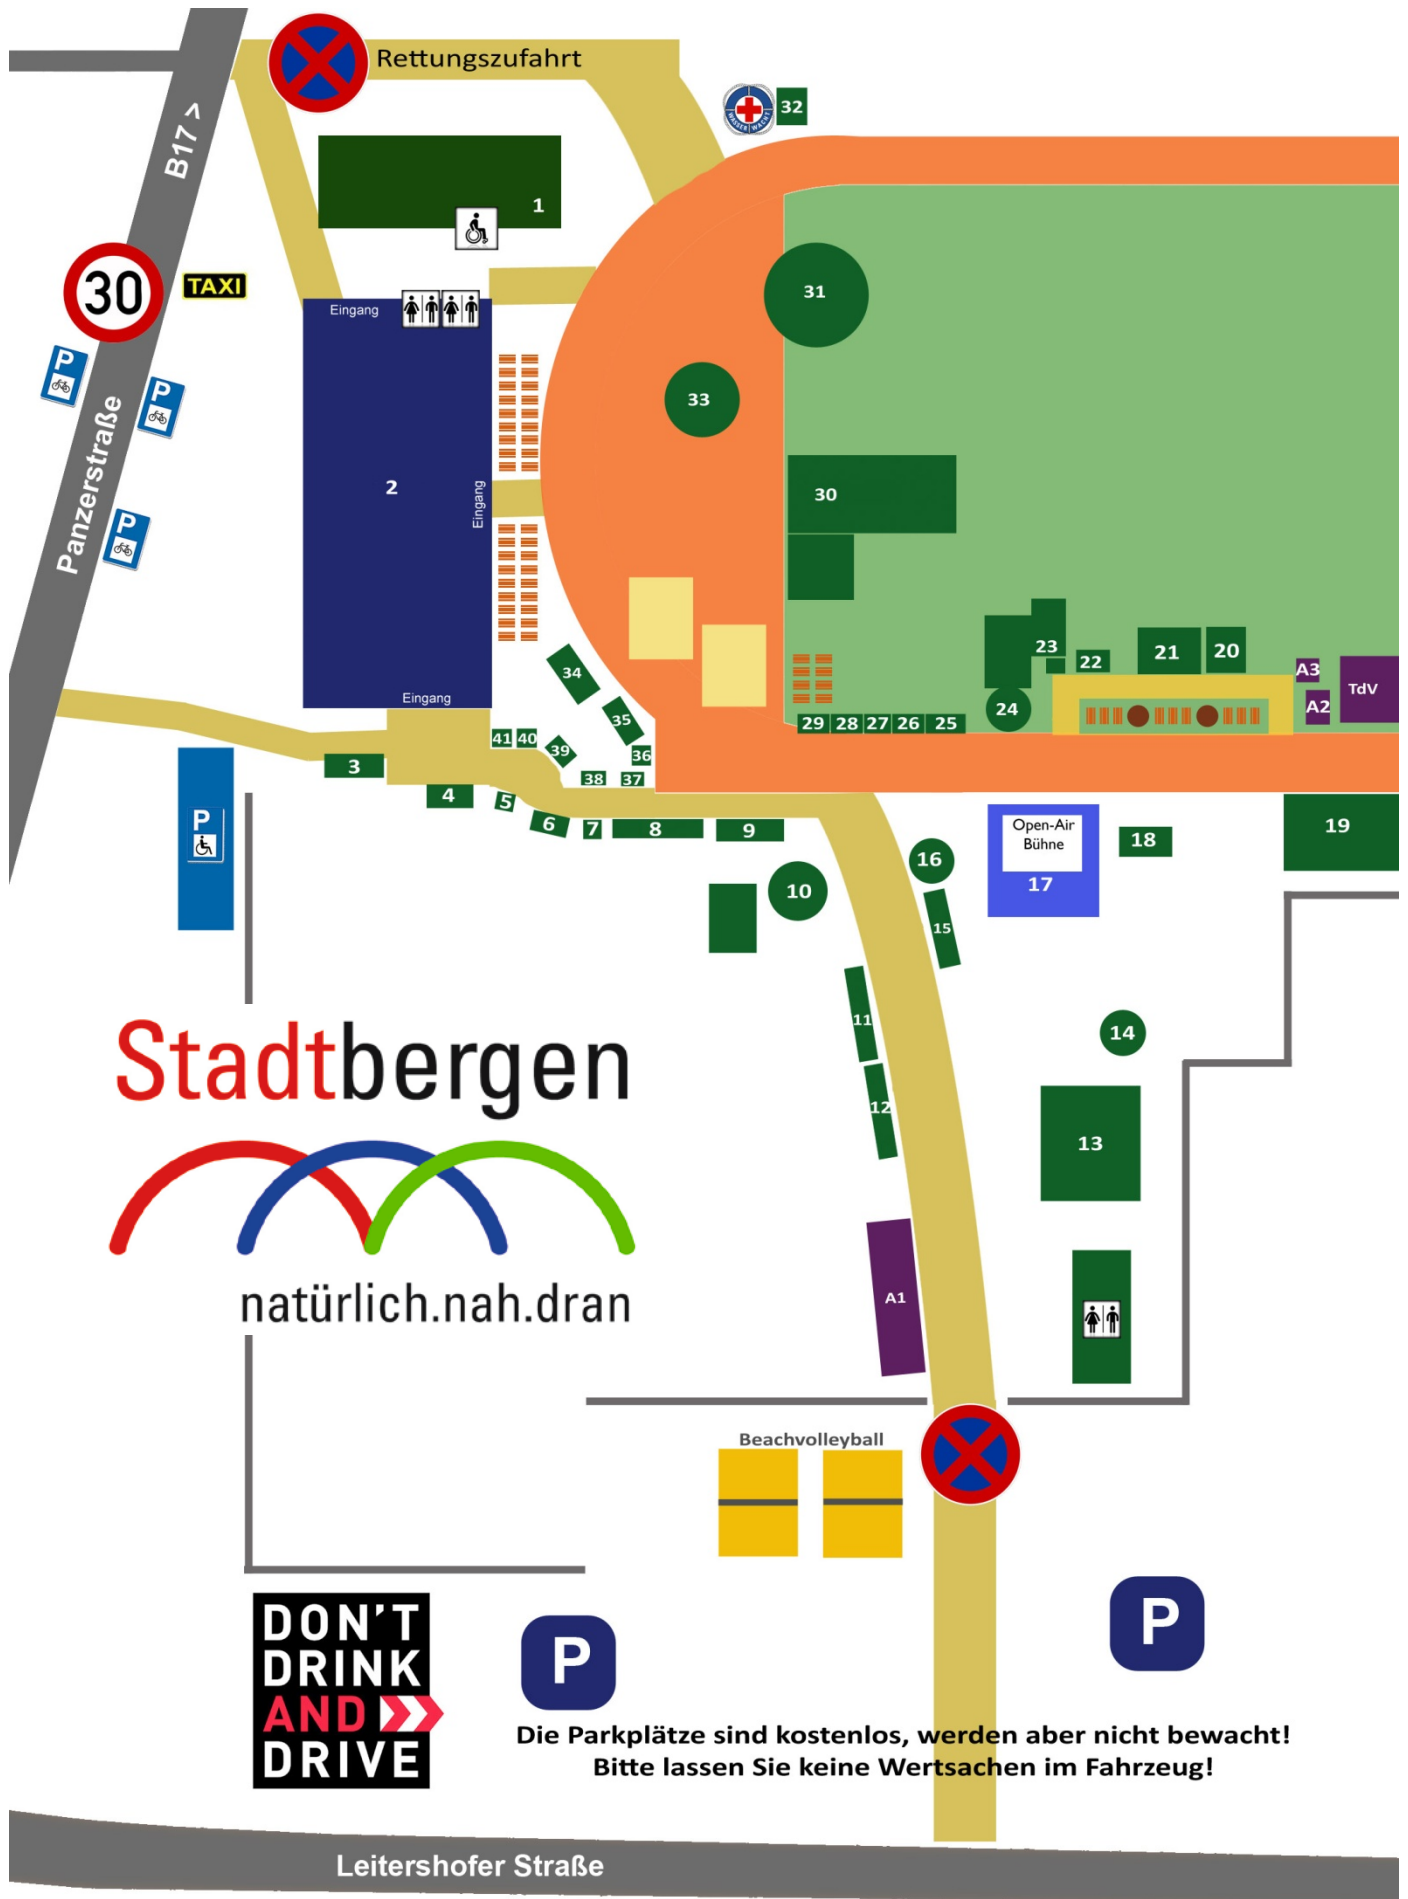 Rettungszufahrt
B17 >
32
1
30
TAXI
Eingang
31
P
33
P
Panzerstraße
2
Eingang
30
P
23
22
21
20
34
A3
TdV
Eingang
A2
35
24
29
28
27
26
25
41
40
39
36
3
38
37
4
5
6
7
8
9
Open-Air
Bühne
18
19
P
16
17
10
15
Stadtbergen
11
14
12
13
natürlich.nah.dran
A1
Beachvolleyball
DON'T
DRINK
AND
DRIVE
P
P
Die Parkplätze sind kostenlos, werden aber nicht bewacht!
Bitte lassen Sie keine Wertsachen im Fahrzeug!
Leitershofer Straße
WASSER WACHT